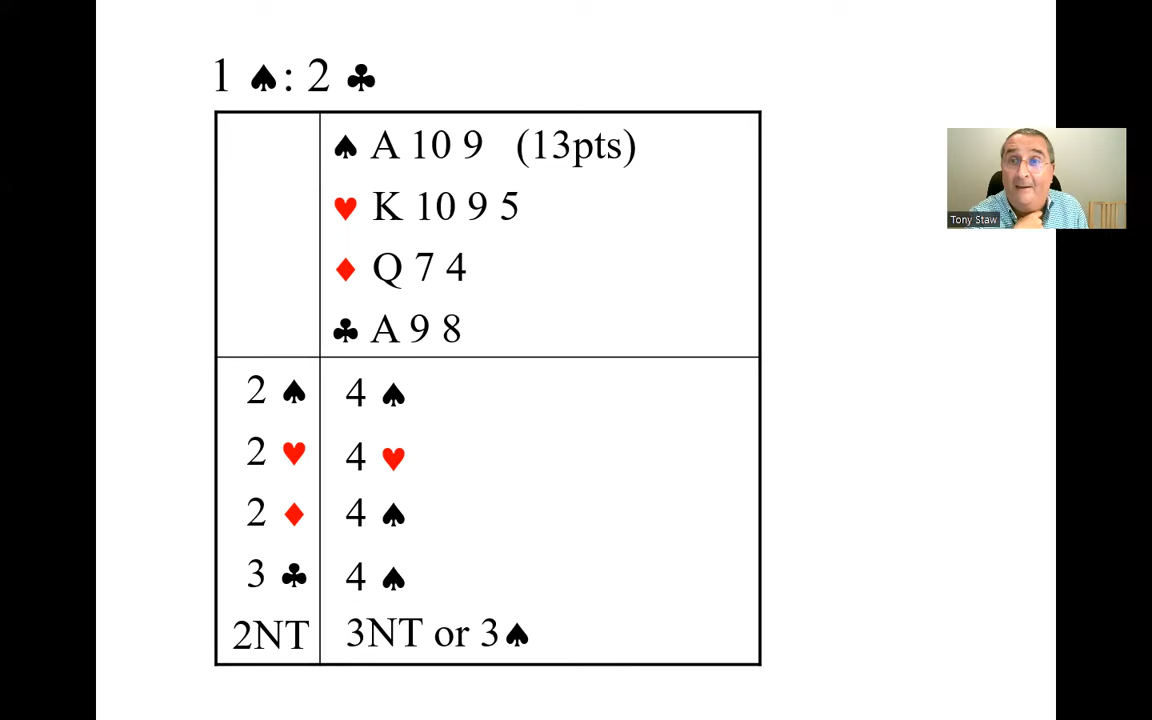 1 ♠: 2 ♣
♠ A 10 9 (13pts)
♥ K 10 9 5
♦ Q 7 4
♣ A 9 8
2 ♠ 4 ♠
2 ♥ 4 ♥
2 ♦ 4 ♠
3 ♣ 4 ♠
2NT 3NT or 3♠
Tony Staw